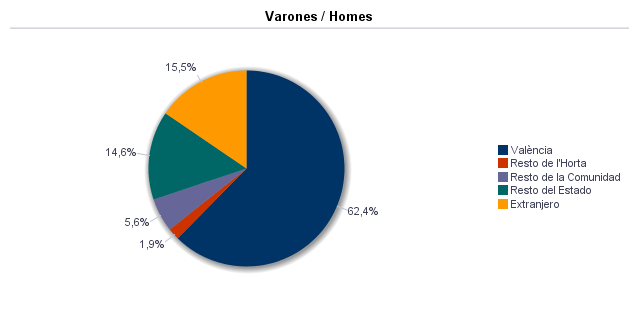 Varones / Homes
15,5%
14,6%
5,6%
1,9%
62,4%
València
Resto de l'Horta
Resto de la Comunidad
Resto del Estado
Extranjero